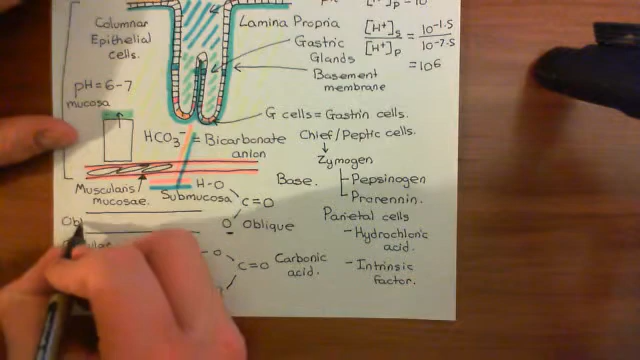 Columnar
Epithelial
cells.
pH = 6-7
mucosa
Lamina Propria
Gastric
Glands
Basement
membrane
[H⁺]s = 10^-1.5
[H⁺]p 10^-7.5
= 10⁶
G cells = Gastrin cells.
HCO₃⁻ = Bicarbonate
anion
Chief/Peptic cells.
Zymogen
Pepsinogen
Prorennin.
Base.
Muscularis
mucosae.
Submucosa
H-O
C=O
O
Oblique
Parietal cells
- Hydrochloric
acid.
- Intrinsic
factor.
Obl
C=O
Carbonic
acid.